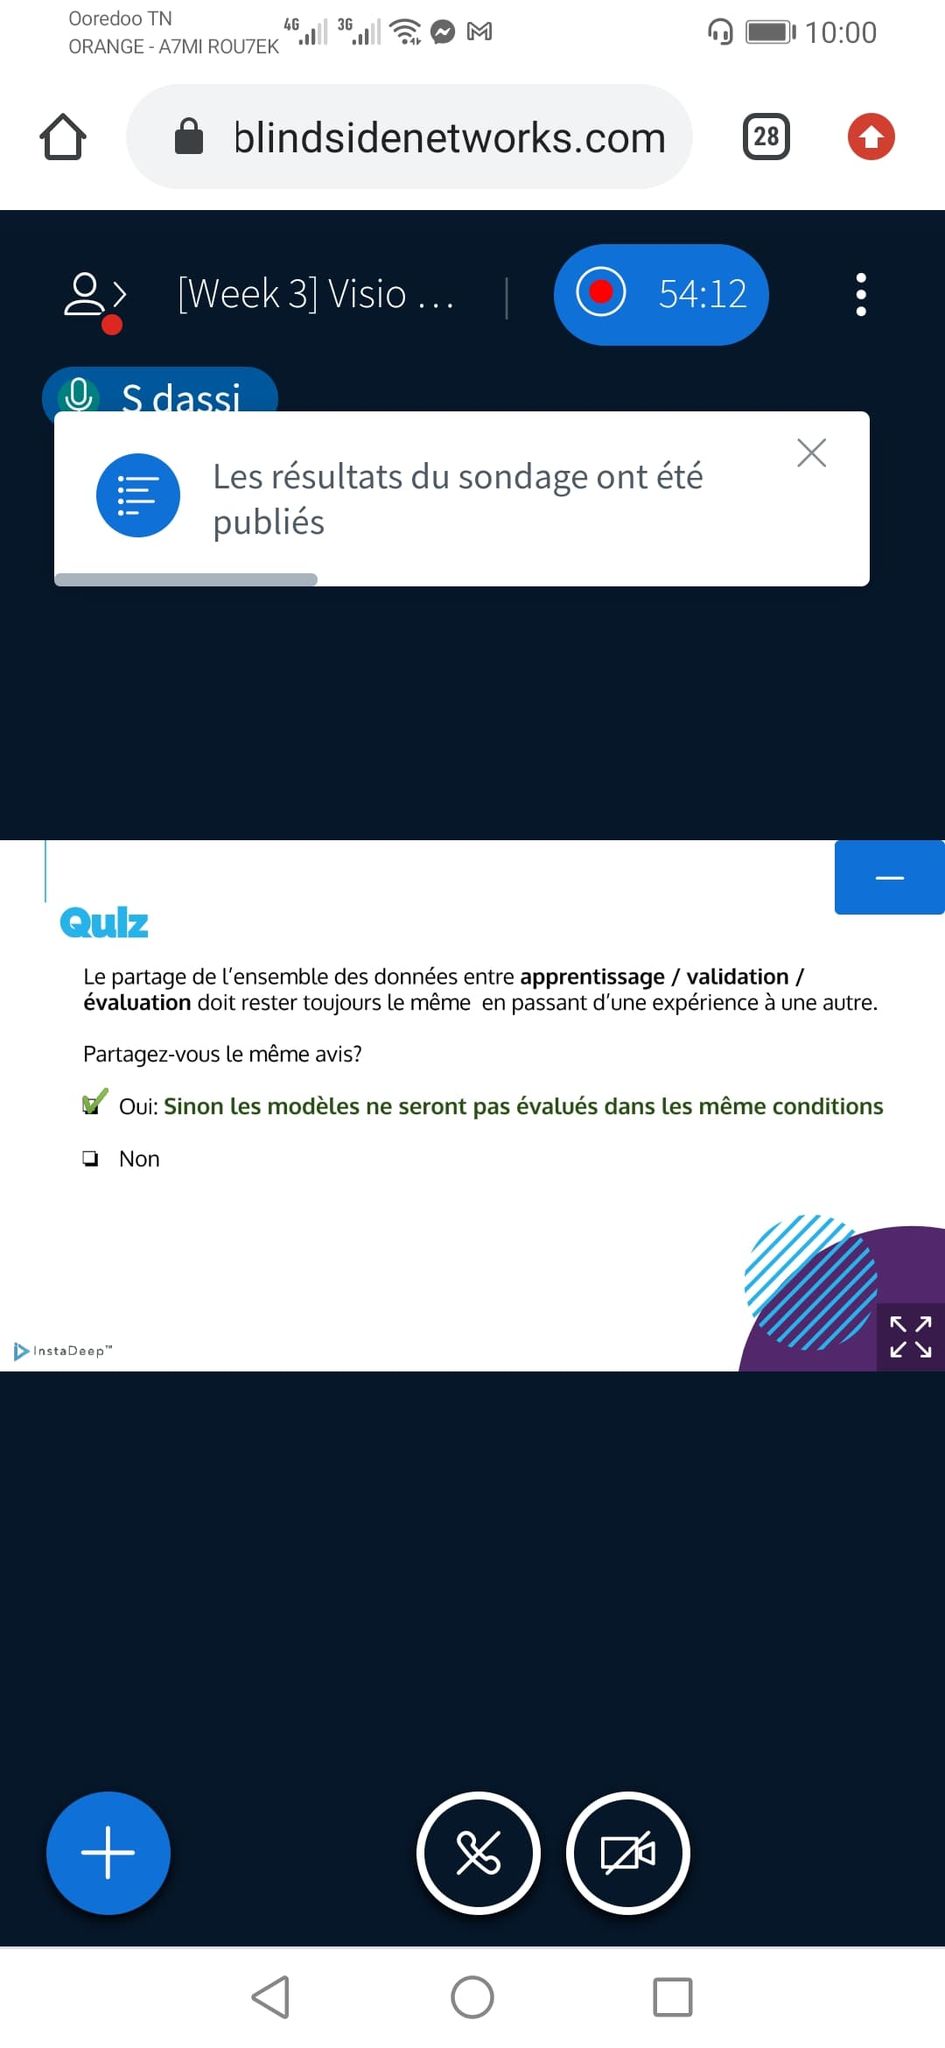 Ooredoo TN
ORANGE - A7MI ROU7EK
4G
3G
10:00
blindsidenetworks.com
28
[Week 3] Visio ...
54:12
S dassi
Les résultats du sondage ont été
publiés
Quiz
Le partage de l'ensemble des données entre apprentissage / validation /
évaluation doit rester toujours le même en passant d'une expérience à une autre.
Partagez-vous le même avis?
Oui: Sinon les modèles ne seront pas évalués dans les même conditions
Non
InstaDeep™